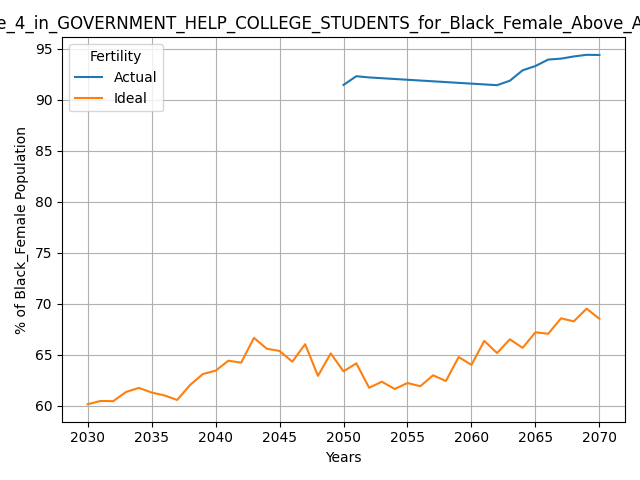 e_4_in_GOVERNMENT_HELP_COLLEGE_STUDENTS_for_Black_Female_Above_A
Fertility
Actual
Ideal
% of Black_Female Population
95
90
85
80
75
70
65
60
2030 2035 2040 2045 2050 2055 2060 2065 2070
Years